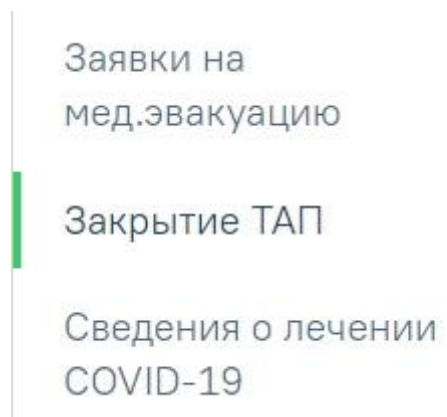 Заявки на
мед.эвакуацию
Закрытие ТАП
Сведения о лечении
COVID-19